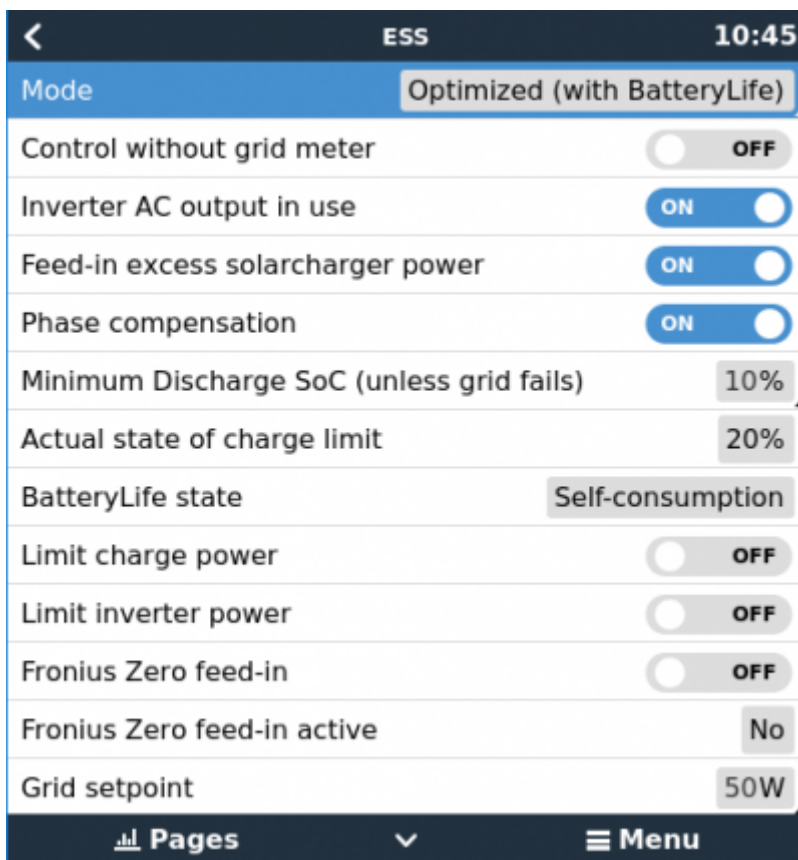 ESS 10:45
Mode Optimized (with BatteryLife)
Control without grid meter OFF
Inverter AC output in use ON
Feed-in excess solarcharger power ON
Phase compensation ON
Minimum Discharge SoC (unless grid fails) 10%
Actual state of charge limit 20%
BatteryLife state Self-consumption
Limit charge power OFF
Limit inverter power OFF
Fronius Zero feed-in OFF
Fronius Zero feed-in active No
Grid setpoint 50W
Pages Menu